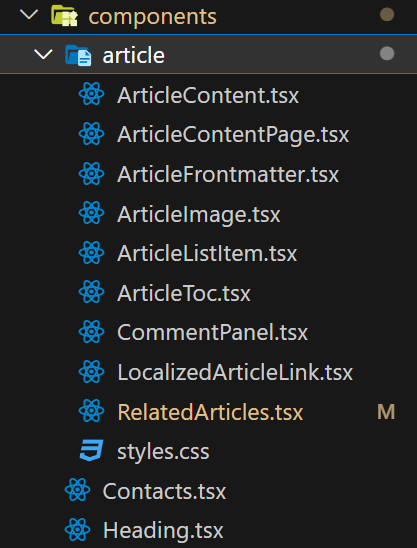 components
article
ArticleContent.tsx
ArticleContentPage.tsx
ArticleFrontmatter.tsx
ArticleImage.tsx
ArticleListItem.tsx
ArticleToc.tsx
CommentPanel.tsx
LocalizedArticleLink.tsx
RelatedArticles.tsx M
styles.css
Contacts.tsx
Heading.tsx